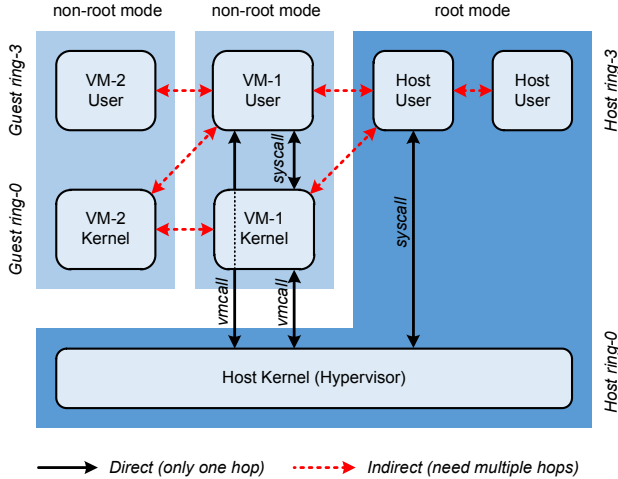 non-root mode
non-root mode
root mode
Guest ring-3
VM-2
User
VM-1
User
Host
User
Host
User
Host ring-3
syscall
Guest ring-0
VM-2
Kernel
VM-1
Kernel
syscall
vmcall
vmcall
Host Kernel (Hypervisor)
Host ring-0
Direct (only one hop)
Indirect (need multiple hops)